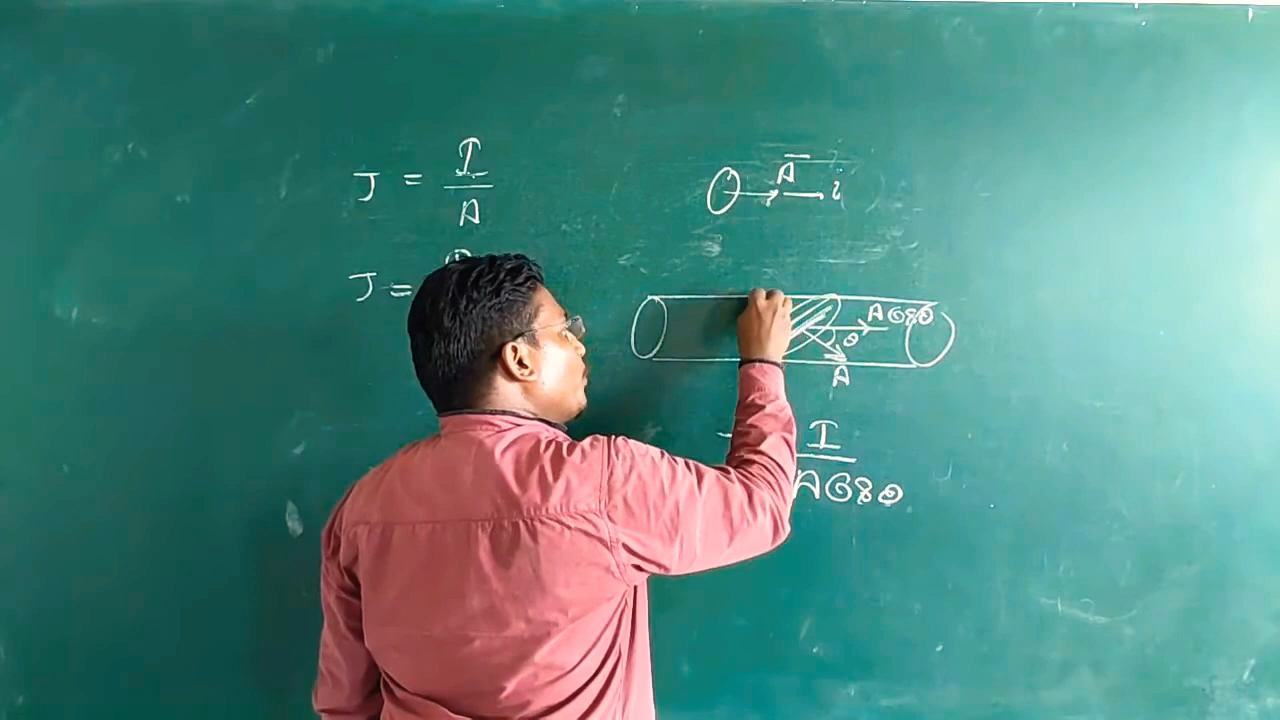 J = I / A
A i
J =
A cosθ
θ
A
I / A cosθ